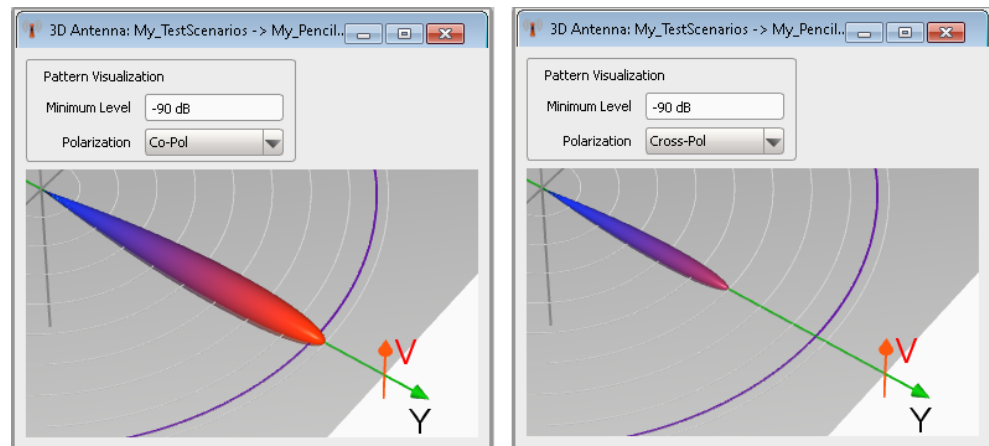 3D Antenna: My_TestScenarios -> My_Pencil..
Pattern Visualization
Minimum Level -90 dB
Polarization Co-Pol
V
Y
3D Antenna: My_TestScenarios -> My_Pencil..
Pattern Visualization
Minimum Level -90 dB
Polarization Cross-Pol
V
Y